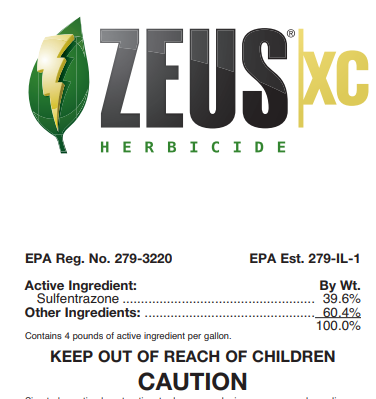 ZEUS® XC
HERBICIDE
EPA Reg. No. 279-3220 EPA Est. 279-IL-1
Active Ingredient: By Wt.
Sulfentrazone .................................................... 39.6%
Other Ingredients: .............................................. 60.4%
100.0%
Contains 4 pounds of active ingredient per gallon.
KEEP OUT OF REACH OF CHILDREN
CAUTION